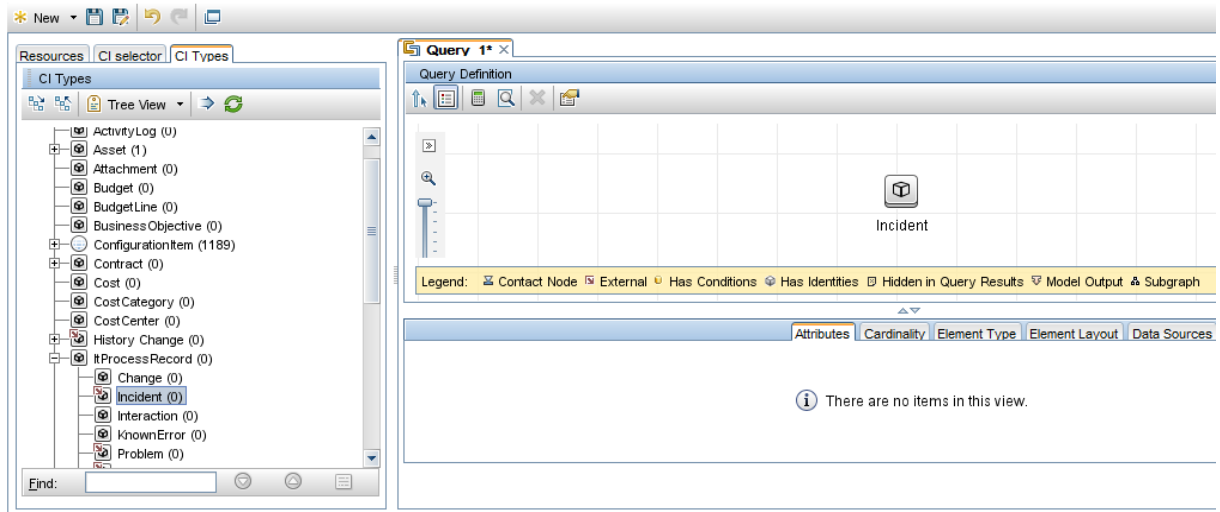 New
Resources
CI selector
CI Types
CI Types
Tree View
ActivityLog (0)
Asset (1)
Attachment (0)
Budget (0)
BudgetLine (0)
BusinessObjective (0)
ConfigurationItem (1189)
Contract (0)
Cost (0)
CostCategory (0)
CostCenter (0)
History Change (0)
ItProcessRecord (0)
Change (0)
Incident (0)
Interaction (0)
KnownError (0)
Problem (0)
Find:
Query 1*
Query Definition
Incident
Legend: Contact Node External Has Conditions Has Identities Hidden in Query Results Model Output Subgraph
Attributes Cardinality Element Type Element Layout Data Sources
There are no items in this view.